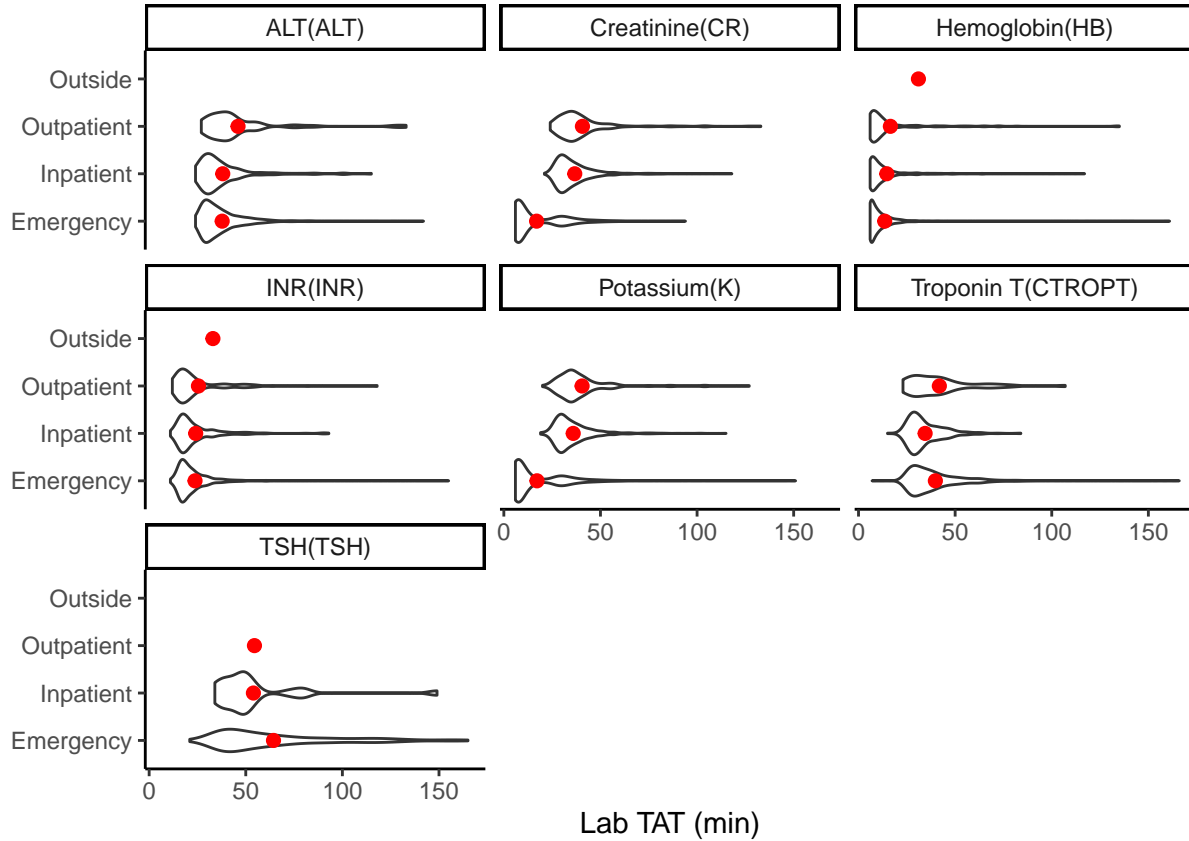 ALT(ALT) Creatinine(CR) Hemoglobin(HB)
Outside
Outpatient
Inpatient
Emergency
INR(INR) Potassium(K) Troponin T(CTROPT)
Outside
Outpatient
Inpatient
Emergency
0 50 100 150 0 50 100 150
TSH(TSH)
Outside
Outpatient
Inpatient
Emergency
0 50 100 150
Lab TAT (min)